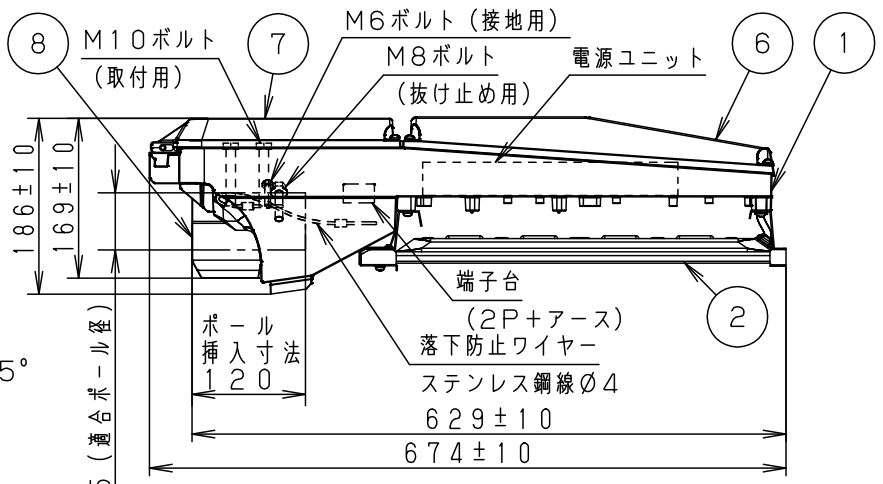 8
M10ボルト
(取付用)
7
M6ボルト(接地用)
M8ボルト
(抜け止め用)
電源ユニット
6
1
186±10
169±10
端子台
(2P+アース)
2
ポール
挿入寸法
120
落下防止ワイヤー
ステンレス鋼線Ø4
5°
(適合ポール径)
629±10
674±10